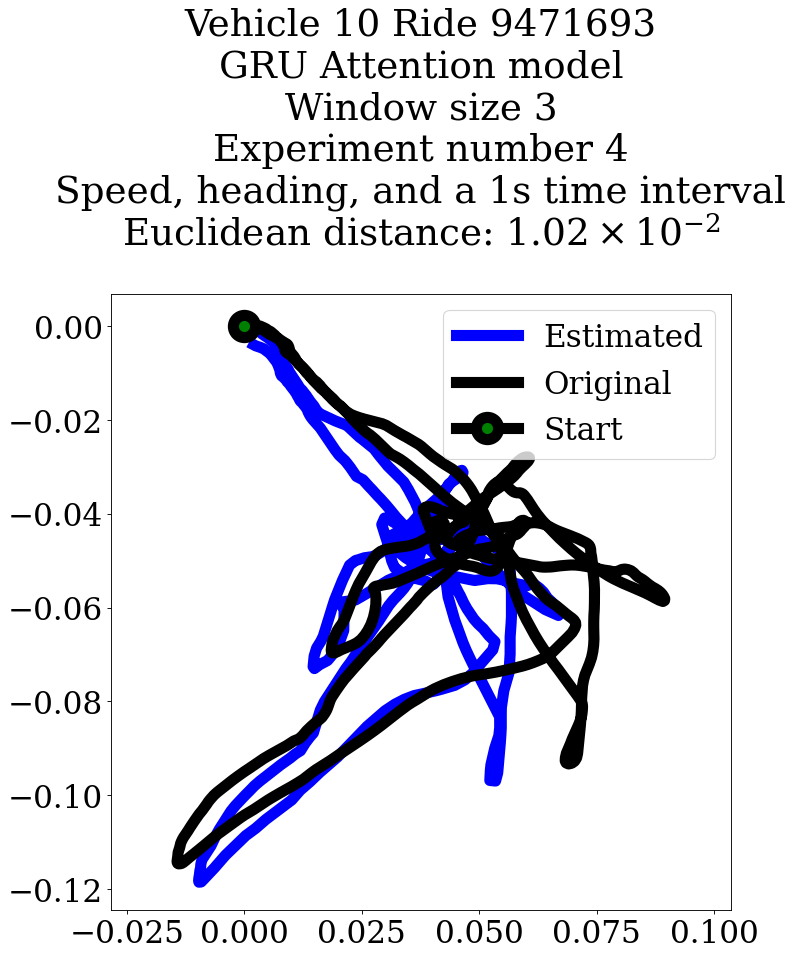 Vehicle 10 Ride 9471693
GRU Attention model
Window size 3
Experiment number 4
Speed, heading, and a 1s time interval
Euclidean distance: 1.02 × 10⁻²
Estimated
Original
Start
0.00
−0.02
−0.04
−0.06
−0.08
−0.10
−0.12
−0.025 0.000 0.025 0.050 0.075 0.100